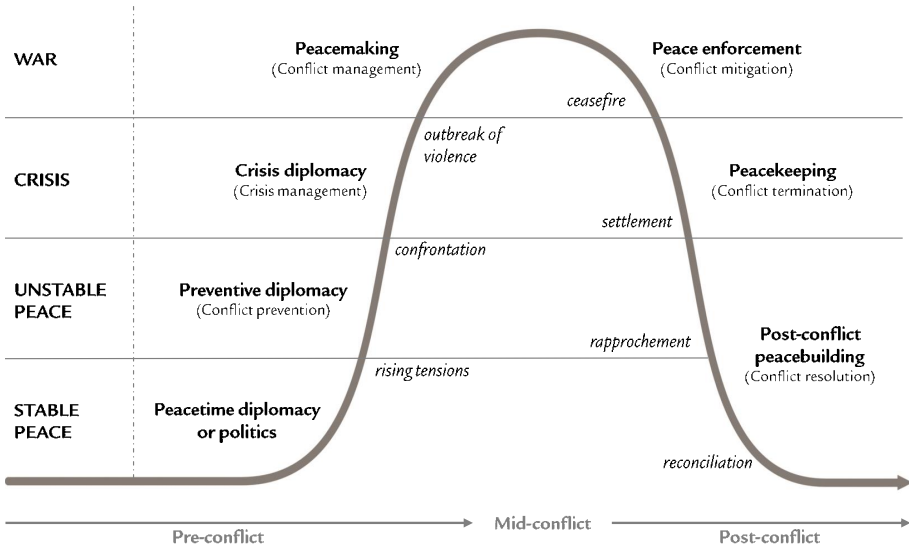 WAR
Peacemaking
(Conflict management)
Peace enforcement
(Conflict mitigation)
ceasefire
outbreak of
violence
CRISIS
Crisis diplomacy
(Crisis management)
Peacekeeping
(Conflict termination)
settlement
confrontation
UNSTABLE
PEACE
Preventive diplomacy
(Conflict prevention)
rapprochement
Post-conflict
peacebuilding
(Conflict resolution)
rising tensions
STABLE
PEACE
Peacetime diplomacy
or politics
reconciliation
Pre-conflict
Mid-conflict
Post-conflict